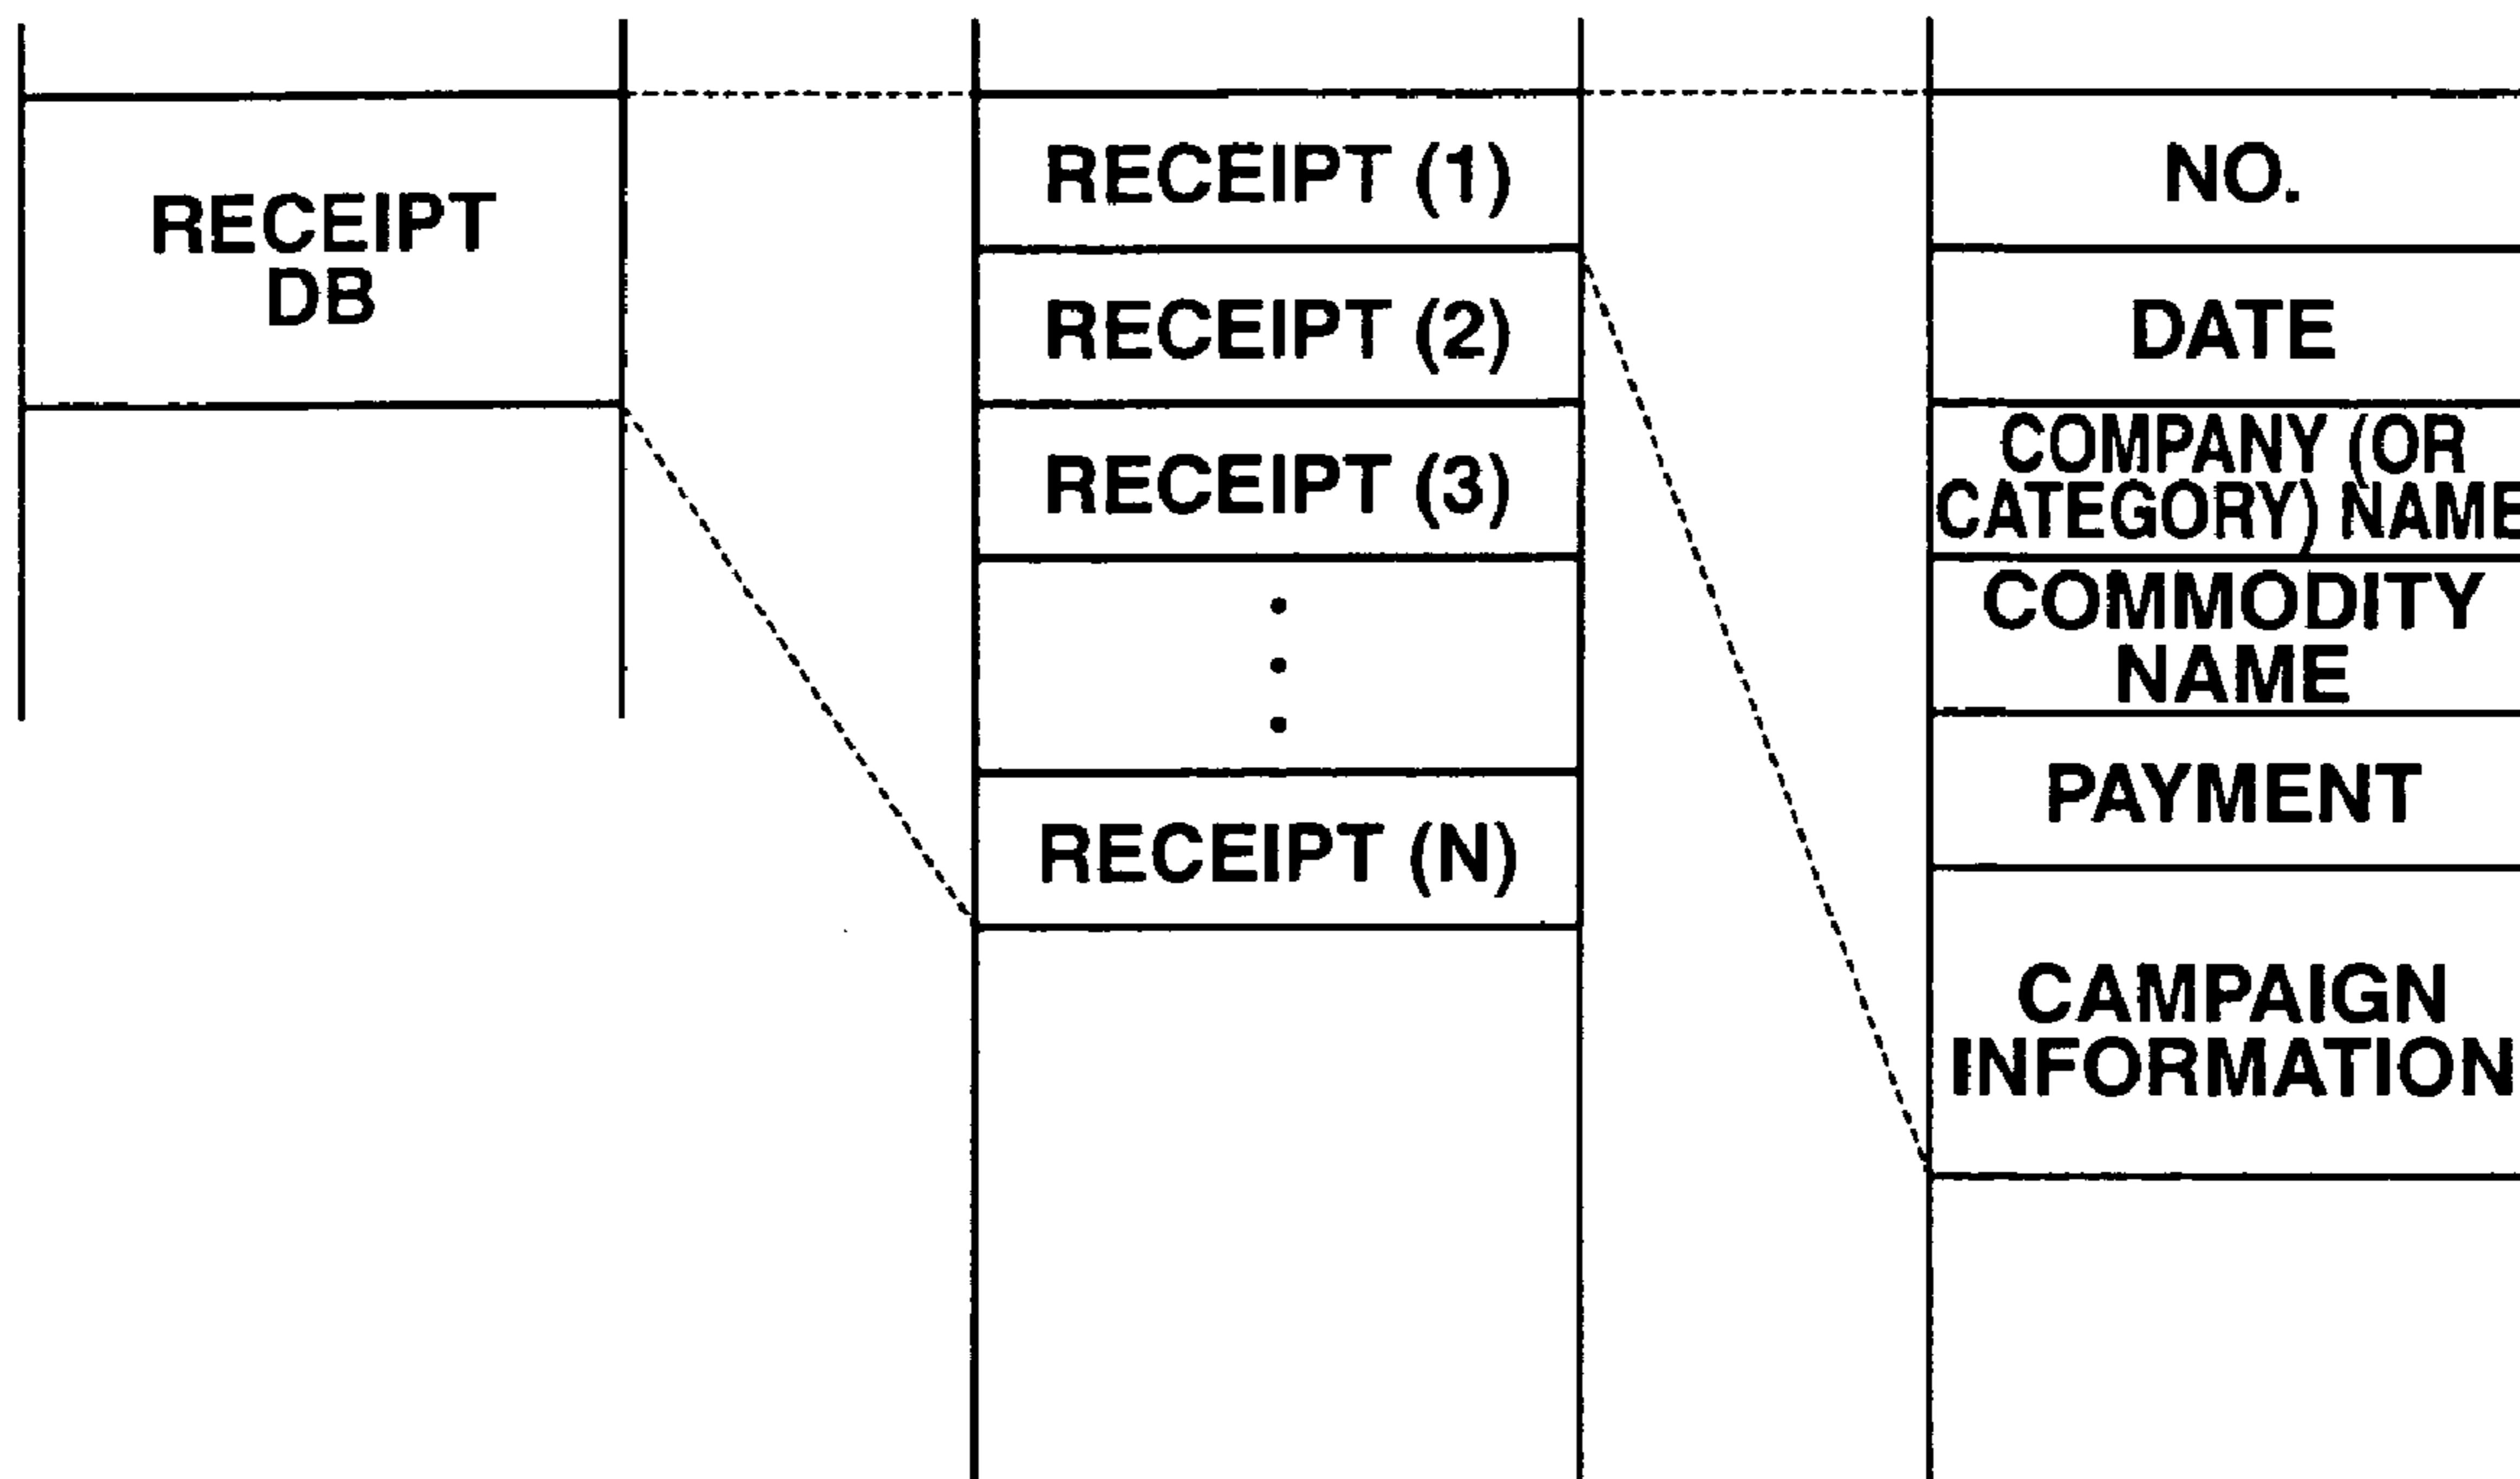 RECEIPT
DB
RECEIPT (1)
RECEIPT (2)
RECEIPT (3)
RECEIPT (N)
NO.
DATE
COMPANY (OR
CATEGORY) NAME
COMMODITY
NAME
PAYMENT
CAMPAIGN
INFORMATION